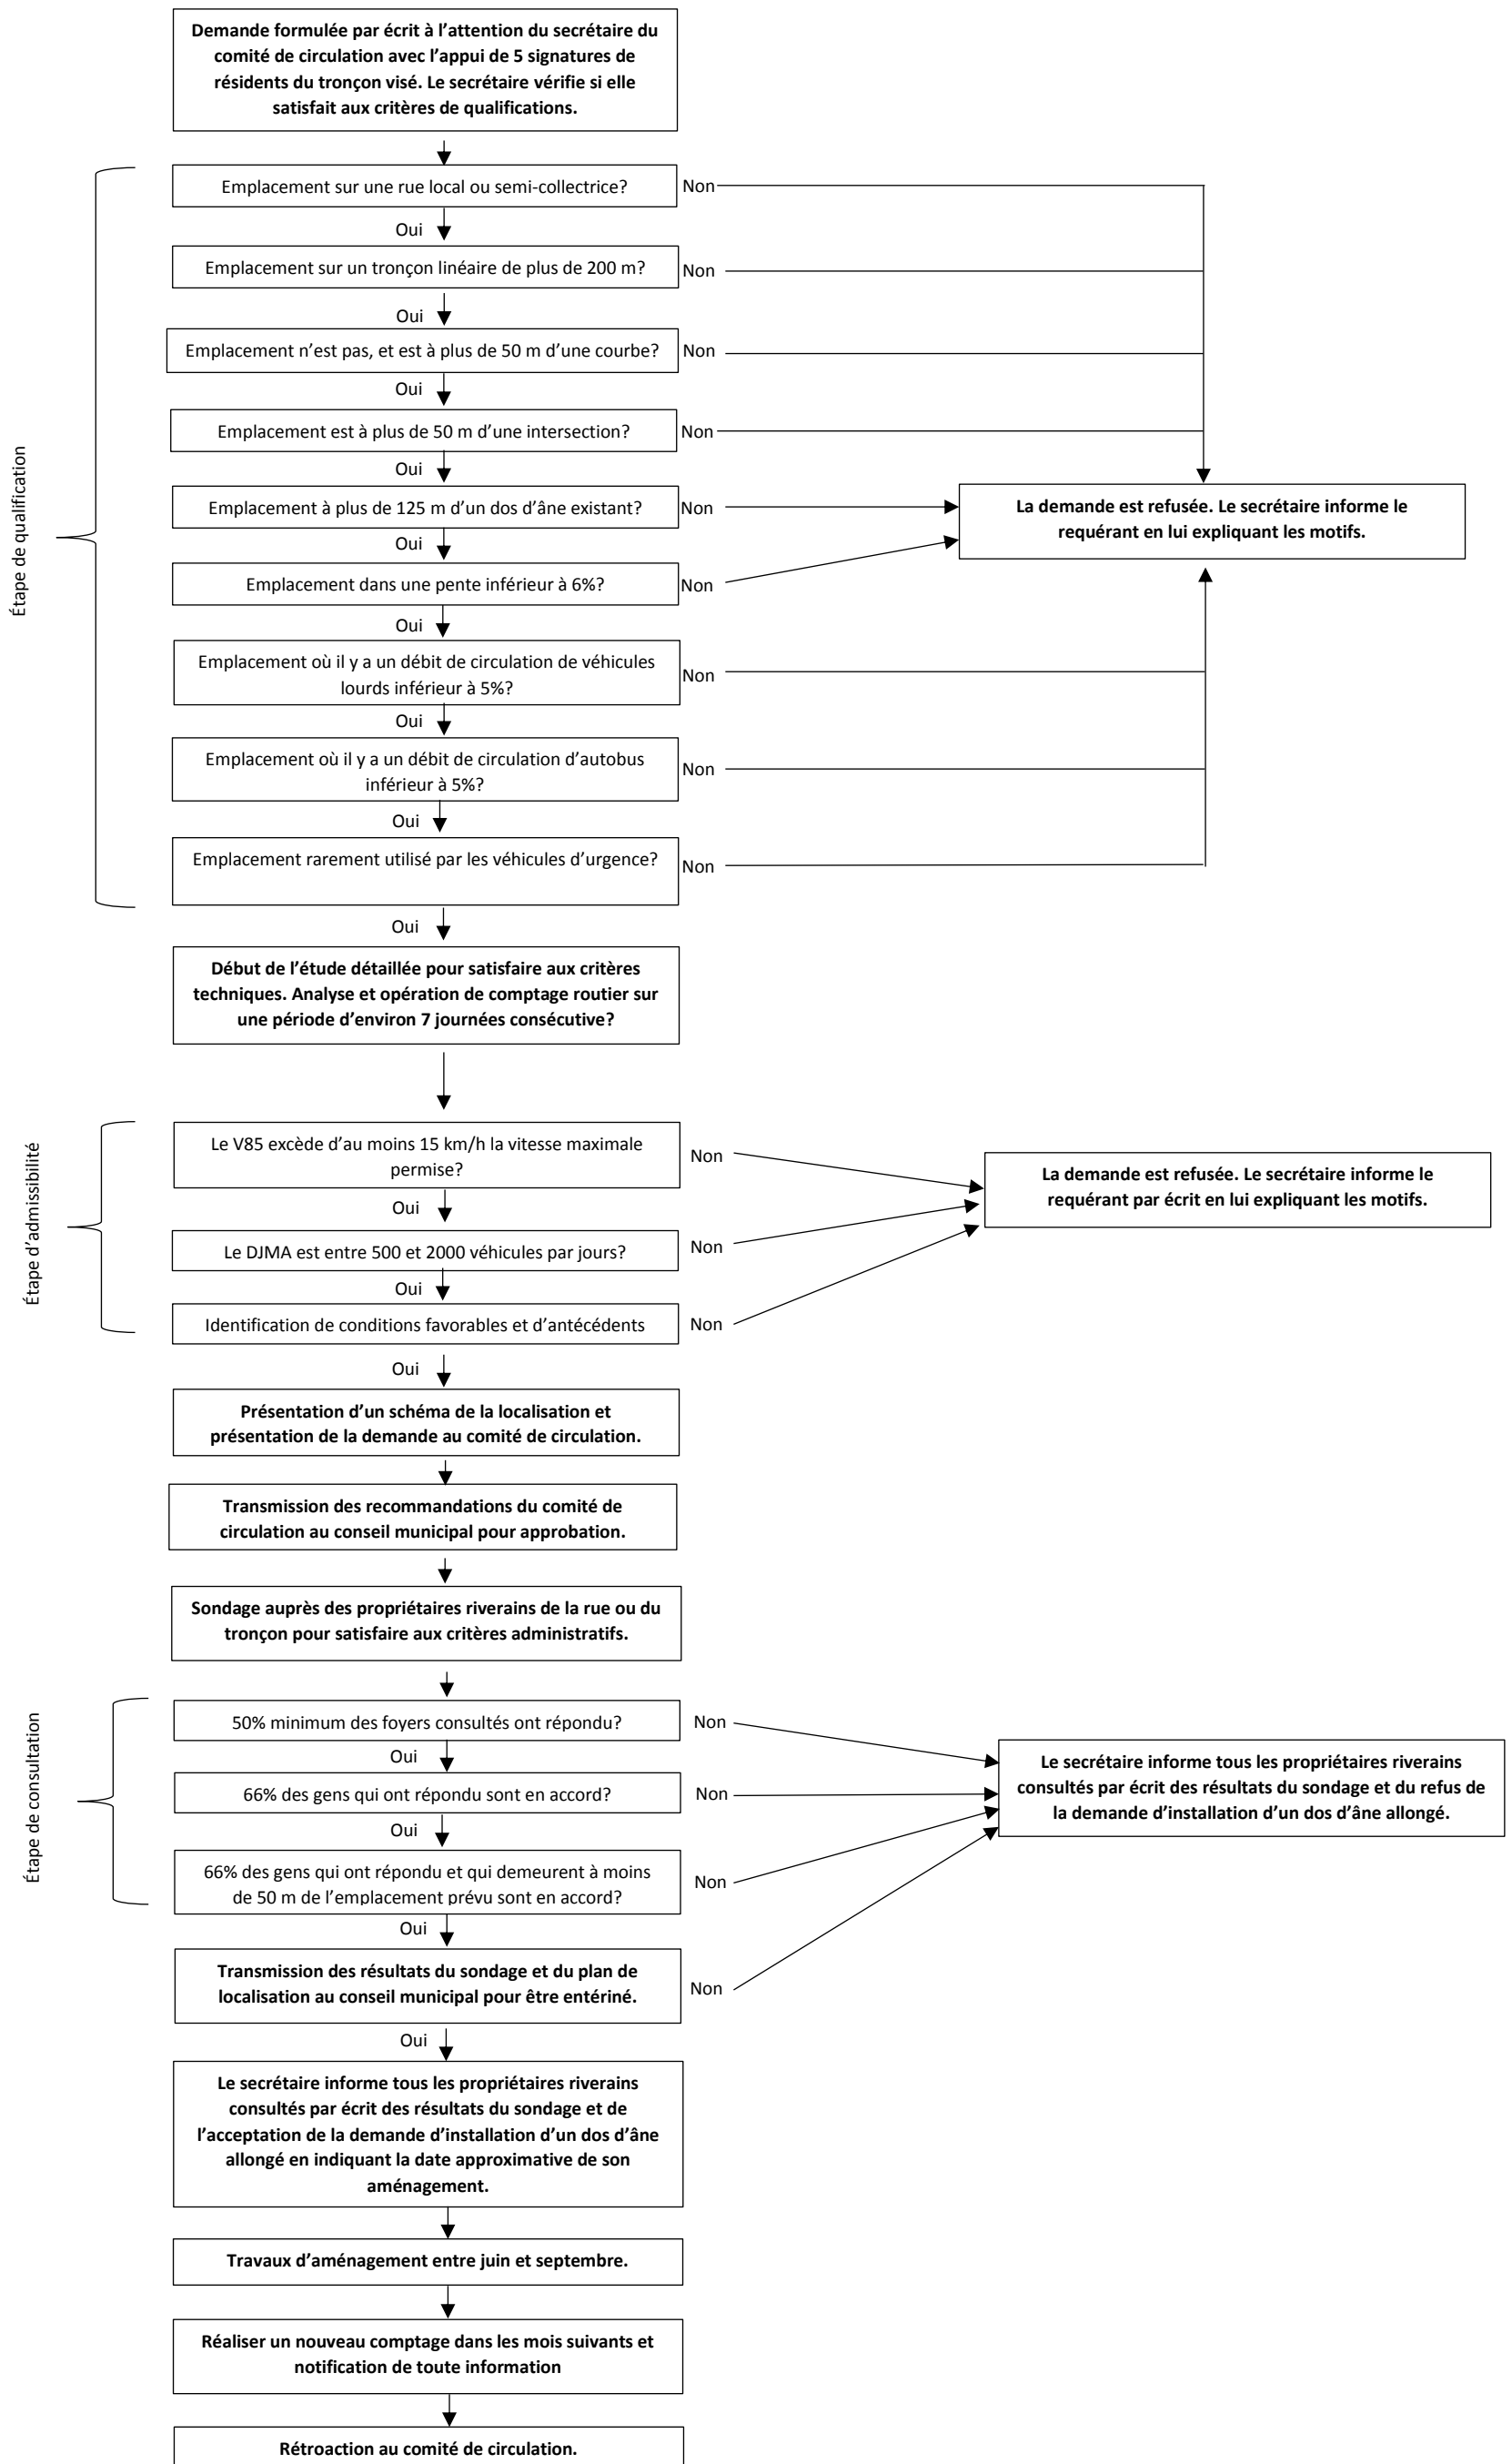 Demande formulée par écrit à l’attention du secrétaire du
comité de circulation avec l’appui de 5 signatures de
résidents du tronçon visé. Le secrétaire vérifie si elle
satisfait aux critères de qualifications.
Étape de qualification
Emplacement sur une rue local ou semi-collectrice?
Non
Oui
Emplacement sur un tronçon linéaire de plus de 200 m?
Non
Oui
Emplacement n’est pas, et est à plus de 50 m d’une courbe?
Non
Oui
Emplacement est à plus de 50 m d’une intersection?
Non
Oui
Emplacement à plus de 125 m d’un dos d’âne existant?
Non
La demande est refusée. Le secrétaire informe le
requérant en lui expliquant les motifs.
Oui
Emplacement dans une pente inférieur à 6%?
Non
Oui
Emplacement où il y a un débit de circulation de véhicules
lourds inférieur à 5%?
Non
Oui
Emplacement où il y a un débit de circulation d’autobus
inférieur à 5%?
Non
Oui
Emplacement rarement utilisé par les véhicules d’urgence?
Non
Oui
Début de l’étude détaillée pour satisfaire aux critères
techniques. Analyse et opération de comptage routier sur
une période d’environ 7 journées consécutive?
Étape d’admissibilité
Le V85 excède d’au moins 15 km/h la vitesse maximale
permise?
Non
La demande est refusée. Le secrétaire informe le
requérant par écrit en lui expliquant les motifs.
Oui
Le DJMA est entre 500 et 2000 véhicules par jours?
Non
Oui
Identification de conditions favorables et d’antécédents
Non
Oui
Présentation d’un schéma de la localisation et
présentation de la demande au comité de circulation.
Transmission des recommandations du comité de
circulation au conseil municipal pour approbation.
Sondage auprès des propriétaires riverains de la rue ou du
tronçon pour satisfaire aux critères administratifs.
Étape de consultation
50% minimum des foyers consultés ont répondu?
Non
Oui
Le secrétaire informe tous les propriétaires riverains
consultés par écrit des résultats du sondage et du refus de
la demande d’installation d’un dos d’âne allongé.
66% des gens qui ont répondu sont en accord?
Non
Oui
66% des gens qui ont répondu et qui demeurent à moins
de 50 m de l’emplacement prévu sont en accord?
Non
Oui
Transmission des résultats du sondage et du plan de
localisation au conseil municipal pour être entériné.
Non
Oui
Le secrétaire informe tous les propriétaires riverains
consultés par écrit des résultats du sondage et de
l’acceptation de la demande d’installation d’un dos d’âne
allongé en indiquant la date approximative de son
aménagement.
Travaux d’aménagement entre juin et septembre.
Réaliser un nouveau comptage dans les mois suivants et
notification de toute information
Rétroaction au comité de circulation.